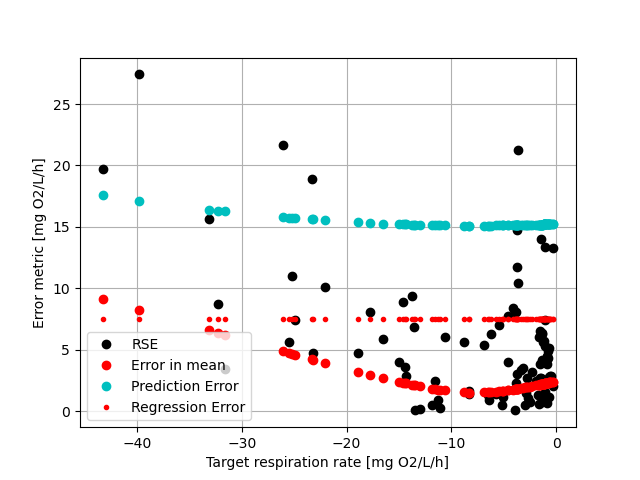 25
20
15
10
5
0
Error metric [mg O2/L/h]
RSE
Error in mean
Prediction Error
Regression Error
−40
−30
−20
−10
0
Target respiration rate [mg O2/L/h]